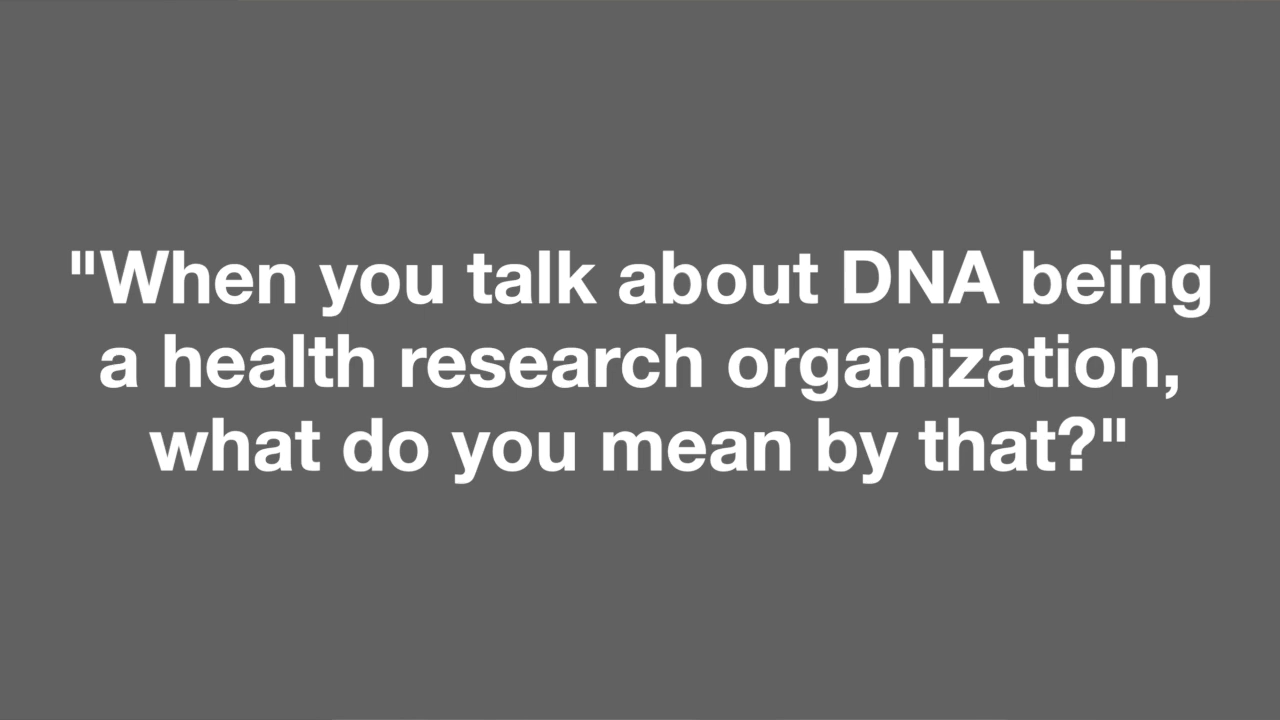 "When you talk about DNA being
a health research organization,
what do you mean by that?"